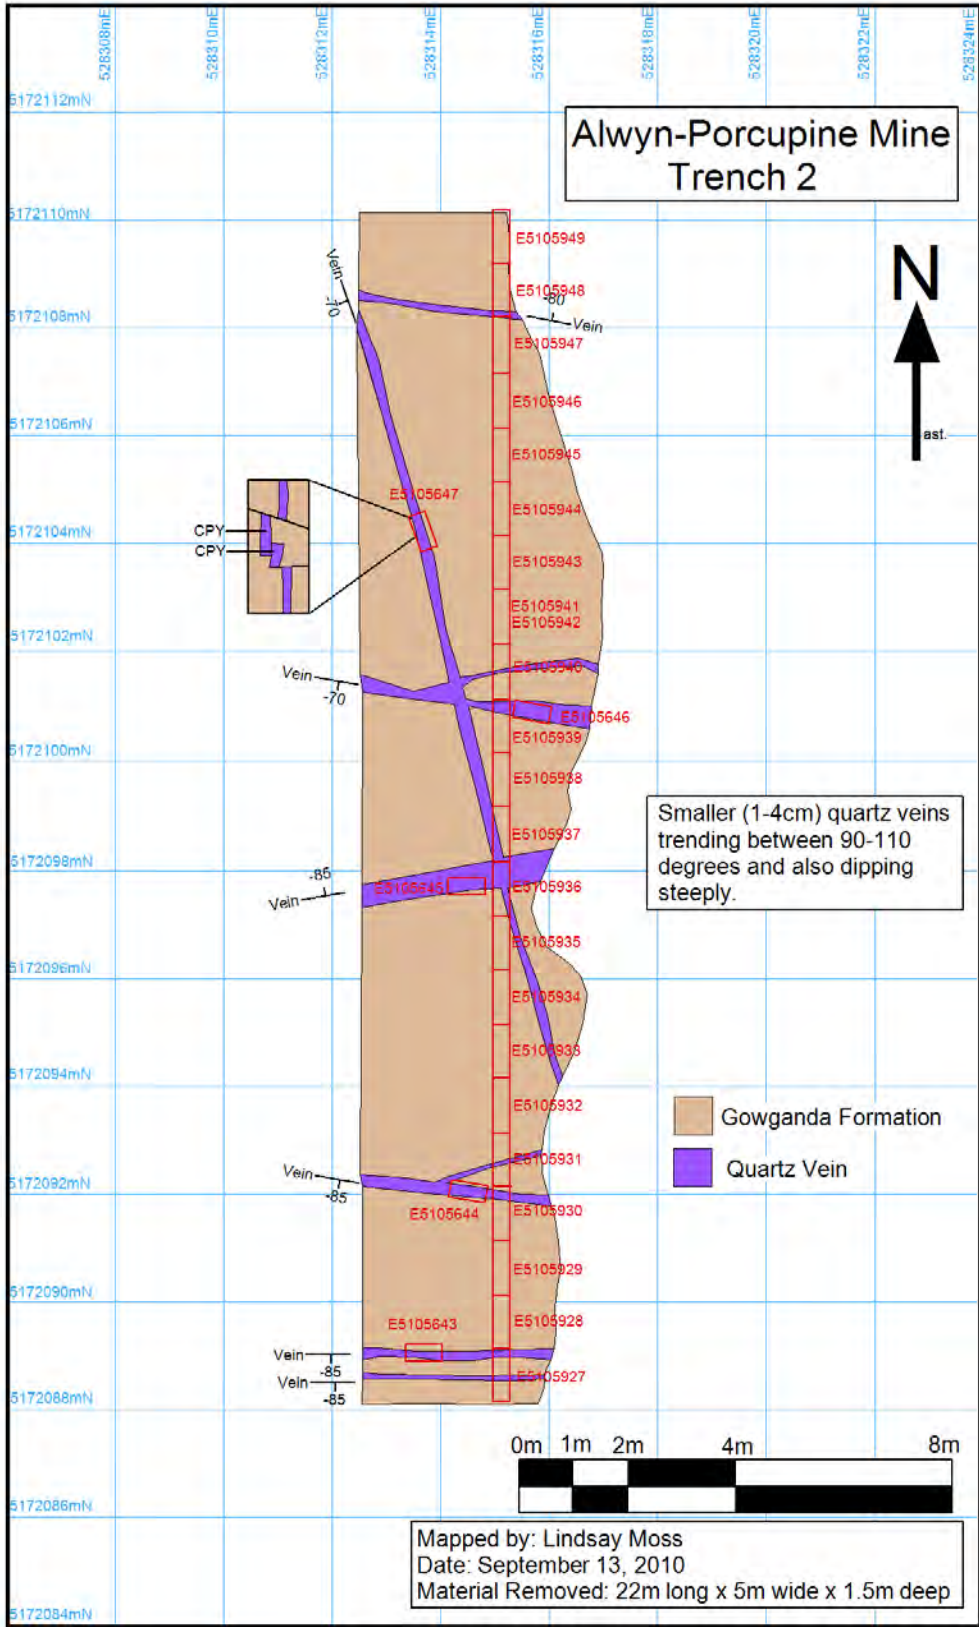 528308mE
528310mE
528312mE
528314mE
528316mE
528318mE
528320mE
528322mE
528324mE
5172112mN
Alwyn-Porcupine Mine
Trench 2
5172110mN
E5105949
N
Vein
-70
E5105948
-80
Vein
5172108mN
E5105947
E5105946
5172106mN
ast.
E5105945
E5105647
E5105944
CPY
CPY
5172104mN
E5105943
E5105941
E5105942
5172102mN
E5105940
Vein
-70
E5105646
E5105939
5172100mN
E5105938
Smaller (1-4cm) quartz veins
trending between 90-110
degrees and also dipping
steeply.
E5105937
5172098mN
-85
Vein
E5105645
E5105936
E5105935
5172096mN
E5105934
E5105933
5172094mN
E5105932
Gowganda Formation
E5105931
Quartz Vein
Vein
-85
5172092mN
E5105644
E5105930
E5105929
5172090mN
E5105643
E5105928
Vein
-85
E5105927
Vein
-85
5172088mN
0m 1m 2m 4m 8m
5172086mN
Mapped by: Lindsay Moss
Date: September 13, 2010
Material Removed: 22m long x 5m wide x 1.5m deep
5172084mN